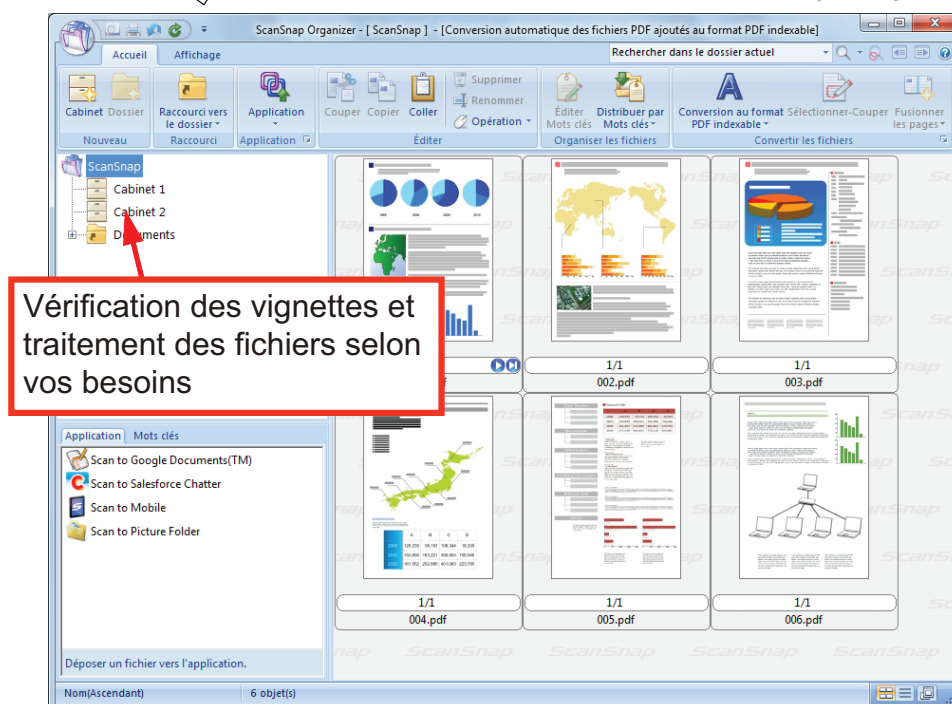 ScanSnap Organizer - [ ScanSnap ] - [Conversion automatique des fichiers PDF ajoutés au format PDF indexable]
Accueil Affichage
Rechercher dans le dossier actuel
Cabinet Dossier
Nouveau
Raccourci vers
le dossier
Raccourci
Application
Application
Couper Copier Coller
Supprimer
Renommer
Opération
Éditer
Éditer
Mots clés
Distribuer par
Mots clés
Organiser les fichiers
Conversion au format
PDF indexable
Sélectionner-Couper
Fusionner
les pages
Convertir les fichiers
ScanSnap
Cabinet 1
Cabinet 2
Documents
Vérification des vignettes et
traitement des fichiers selon
vos besoins
1/1
002.pdf
1/1
003.pdf
Application Mots clés
Scan to Google Documents(TM)
Scan to Salesforce Chatter
Scan to Mobile
Scan to Picture Folder
1/1
004.pdf
1/1
005.pdf
1/1
006.pdf
Déposer un fichier vers l'application.
Nom(Ascendant)
6 objet(s)